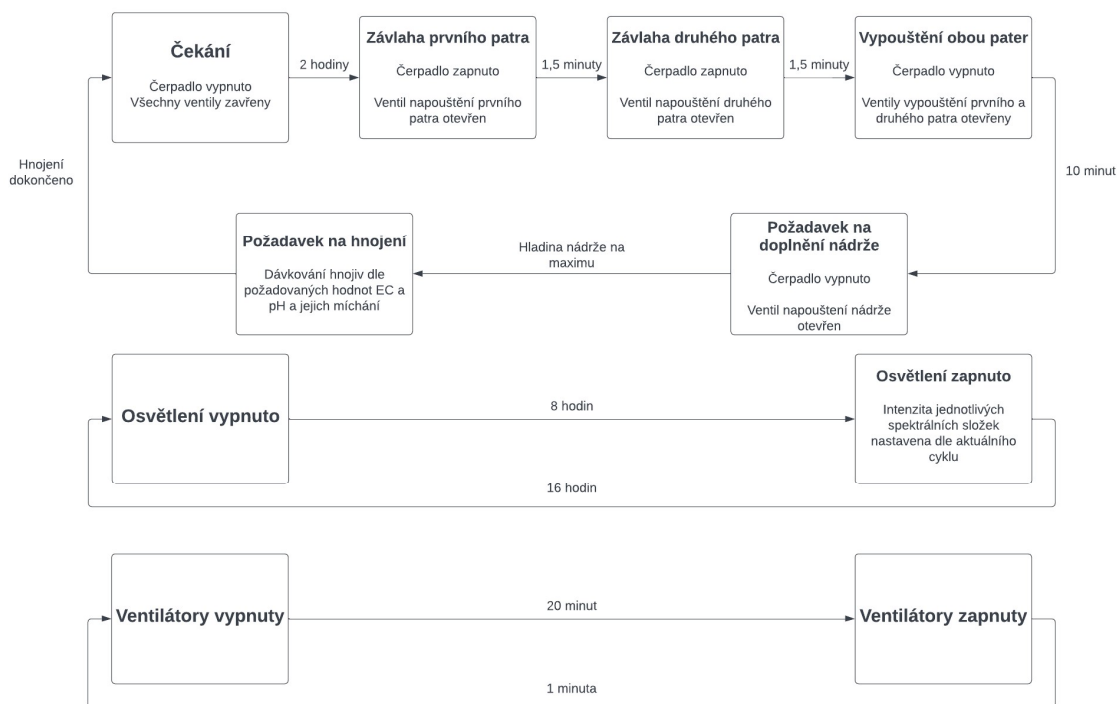 Čekání
Čerpadlo vypnuto
Všechny ventily zavřeny
2 hodiny
Závlaha prvního patra
Čerpadlo zapnuto
Ventil napouštění prvního
patra otevřen
1,5 minuty
Závlaha druhého patra
Čerpadlo zapnuto
Ventil napouštění druhého
patra otevřen
1,5 minuty
Vypouštění obou pater
Čerpadlo vypnuto
Ventily vypouštění prvního a
druhého patra otevřeny
10 minut
Požadavek na
doplnění nádrže
Čerpadlo vypnuto
Ventil napouštení nádrže
otevřen
Hladina nádrže na
maximu
Požadavek na hnojení
Dávkování hnojiv dle
požadovaných hodnot EC a
pH a jejich míchání
Hnojení
dokončeno
Osvětlení vypnuto
8 hodin
Osvětlení zapnuto
Intenzita jednotlivých
spektrálních složek
nastavena dle aktuálního
cyklu
16 hodin
Ventilátory vypnuty
20 minut
Ventilátory zapnuty
1 minuta